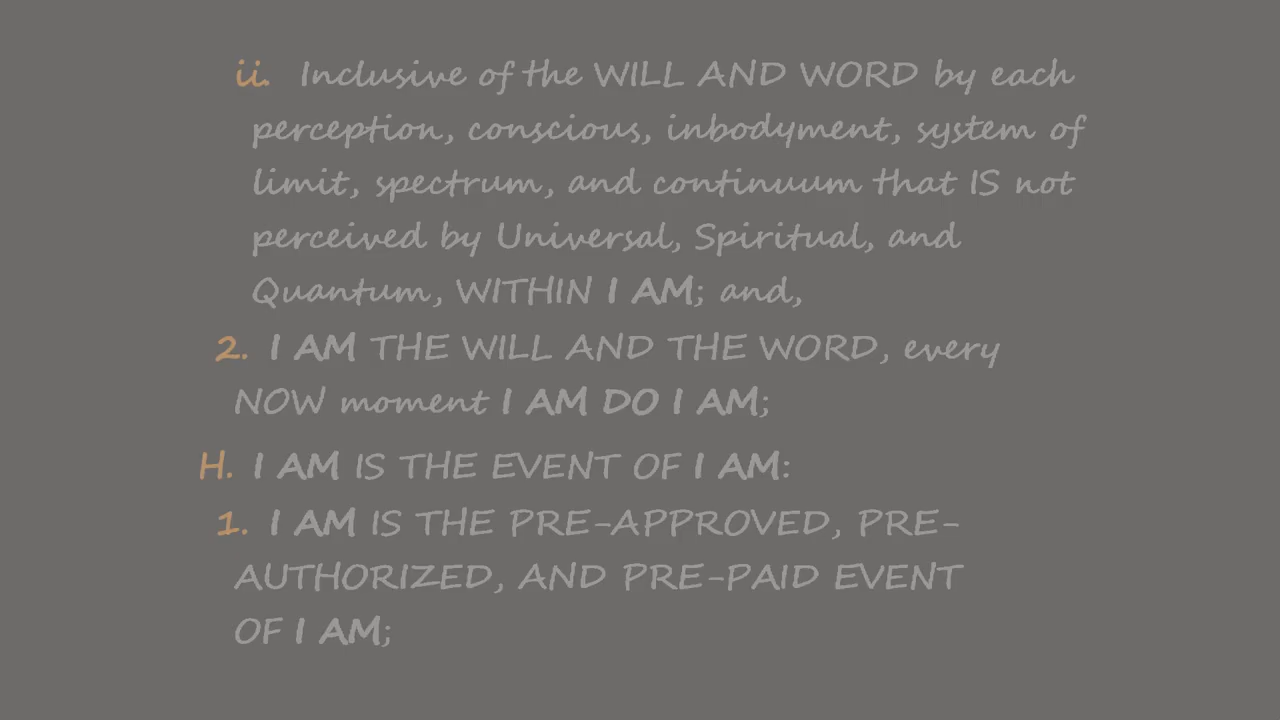 ii. Inclusive of the WILL AND WORD by each
perception, conscious, inbodyment, system of
limit, spectrum, and continuum that IS not
perceived by Universal, Spiritual, and
Quantum, WITHIN I AM; and,
2. I AM THE WILL AND THE WORD, every
NOW moment I AM DO I AM;
H. I AM IS THE EVENT OF I AM:
1. I AM IS THE PRE-APPROVED, PRE-
AUTHORIZED, AND PRE-PAID EVENT
OF I AM;